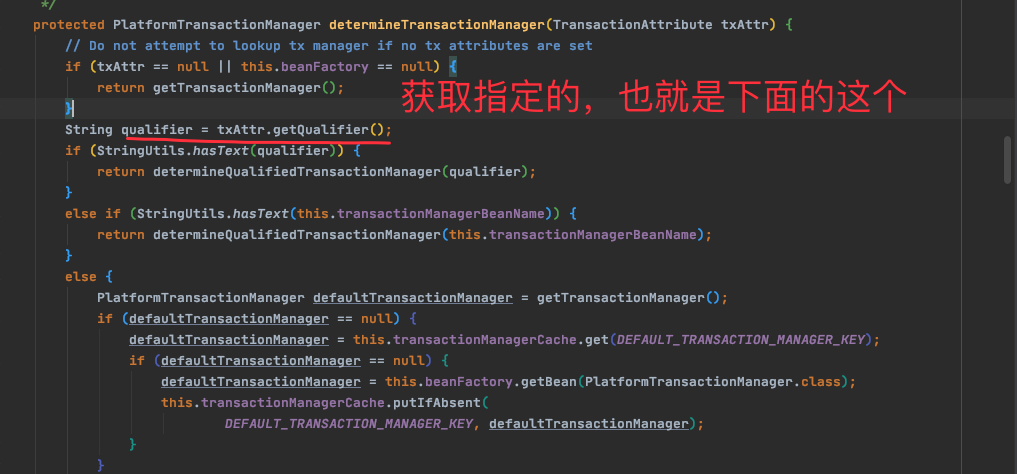 */
protected PlatformTransactionManager determineTransactionManager(TransactionAttribute txAttr) {
// Do not attempt to lookup tx manager if no tx attributes are set
if (txAttr == null || this.beanFactory == null) {
return getTransactionManager();
获取指定的，也就是下面的这个
}
String qualifier = txAttr.getQualifier();
if (StringUtils.hasText(qualifier)) {
return determineQualifiedTransactionManager(qualifier);
}
else if (StringUtils.hasText(this.transactionManagerBeanName)) {
return determineQualifiedTransactionManager(this.transactionManagerBeanName);
}
else {
PlatformTransactionManager defaultTransactionManager = getTransactionManager();
if (defaultTransactionManager == null) {
defaultTransactionManager = this.transactionManagerCache.get(DEFAULT_TRANSACTION_MANAGER_KEY);
if (defaultTransactionManager == null) {
defaultTransactionManager = this.beanFactory.getBean(PlatformTransactionManager.class);
this.transactionManagerCache.putIfAbsent(
DEFAULT_TRANSACTION_MANAGER_KEY, defaultTransactionManager);
}
}